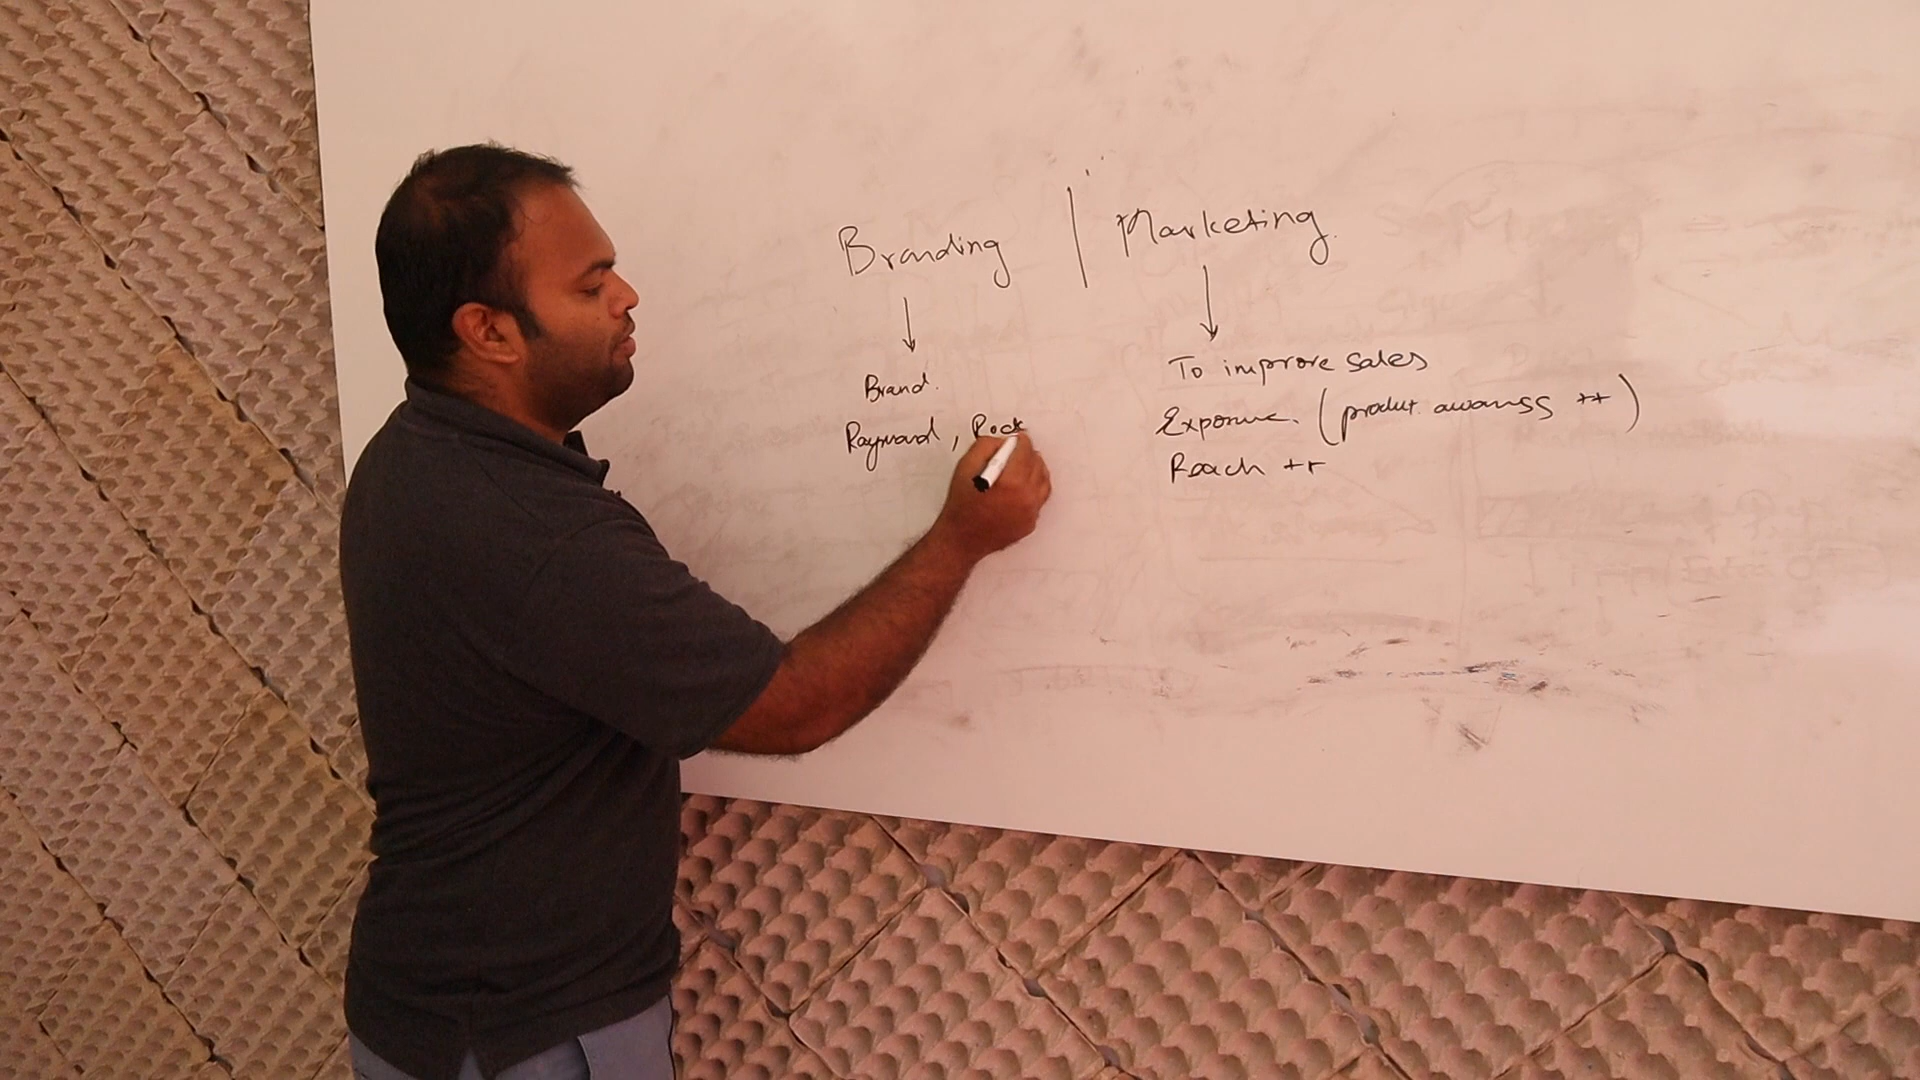 Branding | Marketing
Brand.
Raymond, Rock
To improve sales
Exposure. (product awarness ++)
Reach ++